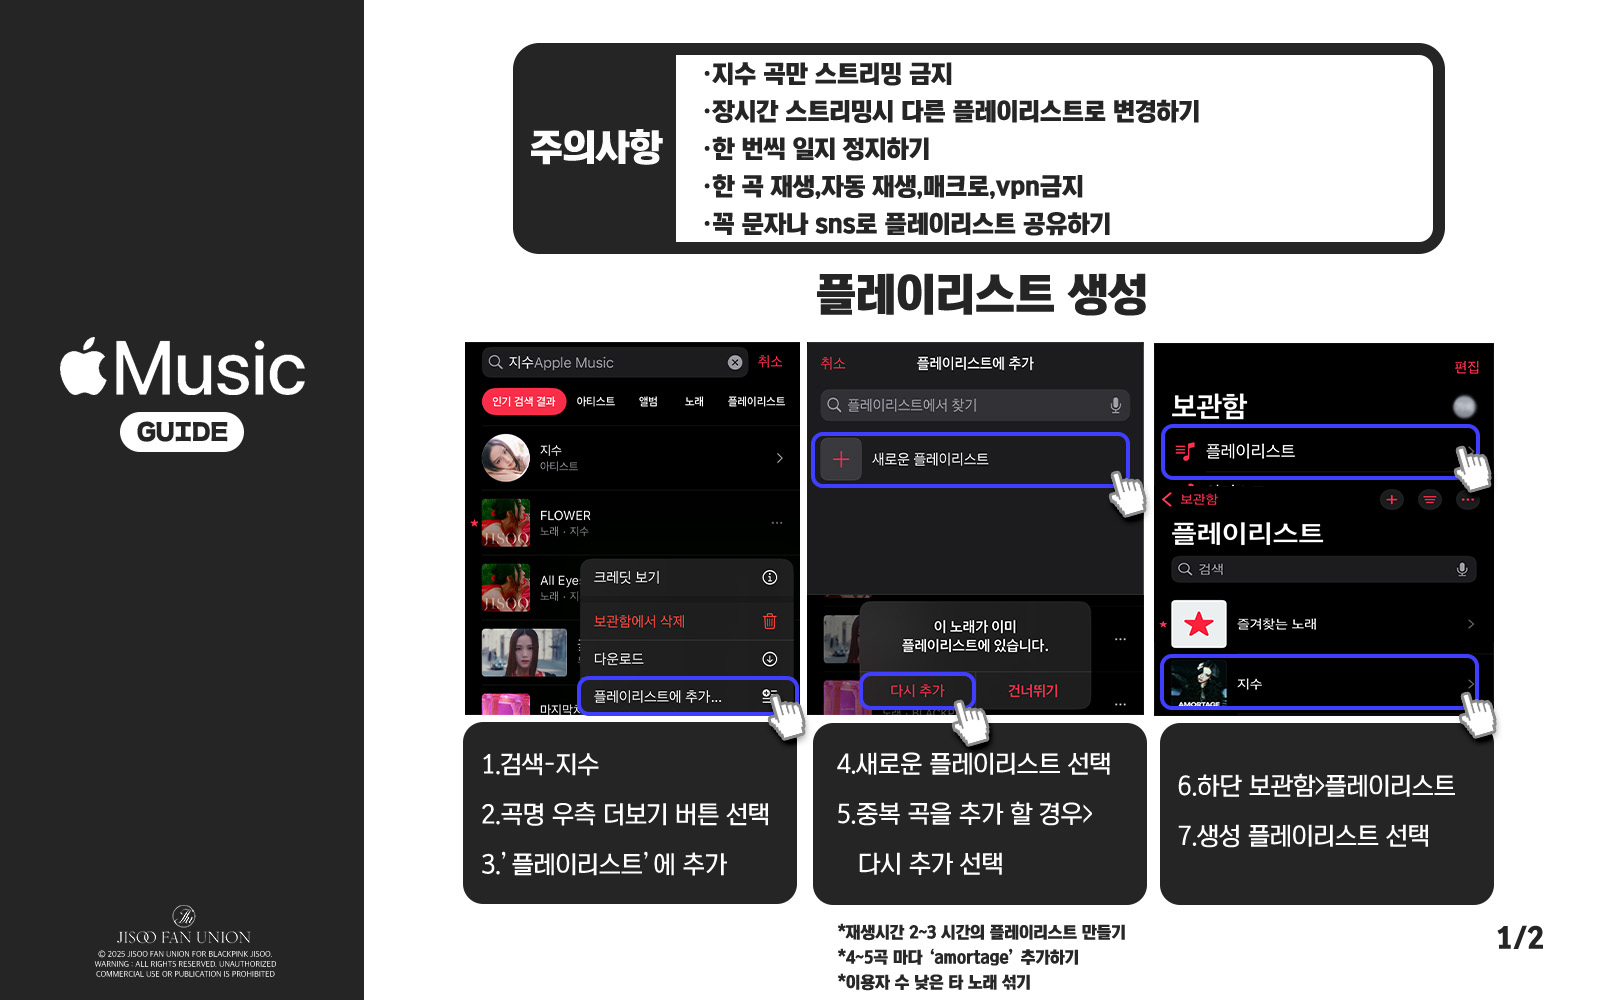 Music
GUIDE
JISOO FAN UNION
© 2025 JISOO FAN UNION FOR BLACKPINK JISOO.
WARNING : ALL RIGHTS RESERVED. UNAUTHORIZED
COMMERCIAL USE OR PUBLICATION IS PROHIBITED
주의사항
·지수 곡만 스트리밍 금지
·장시간 스트리밍시 다른 플레이리스트로 변경하기
·한 번씩 일지 정지하기
·한 곡 재생,자동 재생,매크로,vpn금지
·꼭 문자나 sns로 플레이리스트 공유하기
플레이리스트 생성
지수Apple Music
취소
인기 검색 결과 아티스트 앨범 노래 플레이리스트
지수
아티스트
FLOWER
노래 · 지수
JISOO
All Eye
노래 · 지
JISOO
크레딧 보기
보관함에서 삭제
다운로드
플레이리스트에 추가...
마지막
취소 플레이리스트에 추가
플레이리스트에서 찾기
새로운 플레이리스트
이 노래가 이미
플레이리스트에 있습니다.
다시 추가 건너뛰기
편집
보관함
플레이리스트
보관함
플레이리스트
검색
즐겨찾는 노래
지수
AMORTAGE
1.검색-지수
2.곡명 우측 더보기 버튼 선택
3.’플레이리스트’에 추가
4.새로운 플레이리스트 선택
5.중복 곡을 추가 할 경우>
다시 추가 선택
6.하단 보관함>플레이리스트
7.생성 플레이리스트 선택
*재생시간 2~3 시간의 플레이리스트 만들기
*4~5곡 마다 ‘amortage’ 추가하기
*이용자 수 낮은 타 노래 섞기
1/2